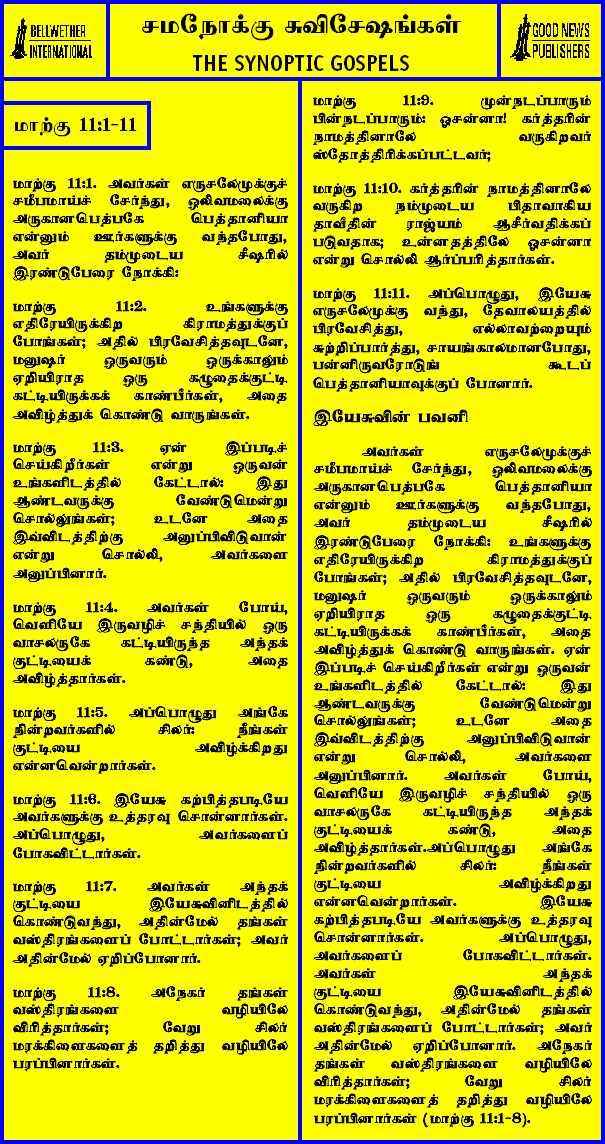 BELLWETHER
INTERNATIONAL
சமநோக்கு சுவிசேஷங்கள்
THE SYNOPTIC GOSPELS
GOOD NEWS
PUBLISHERS
மாற்கு 11:1-11
மாற்கு 11:1. அவர்கள் எருசலேமுக்குச்
சமீபமாய்ச் சேர்ந்து, ஒலிவமலைக்கு
அருகானபெத்பகே பெத்தானியா
என்னும் ஊர்களுக்கு வந்தபோது,
அவர் தம்முடைய சீஷரில்
இரண்டுபேரை நோக்கி:
மாற்கு 11:2. உங்களுக்கு
எதிரேயிருக்கிற கிராமத்துக்குப்
போங்கள்; அதில் பிரவேசித்தவுடனே,
மனுஷர் ஒருவரும் ஒருக்காலும்
ஏறியிராத ஒரு கழுதைக்குட்டி
கட்டியிருக்கக் காண்பீர்கள், அதை
அவிழ்த்துக் கொண்டு வாருங்கள்.
மாற்கு 11:3. ஏன் இப்படிச்
செய்கிறீர்கள் என்று ஒருவன்
உங்களிடத்தில் கேட்டால்: இது
ஆண்டவருக்கு வேண்டுமென்று
சொல்லுங்கள்; உடனே அதை
இவ்விடத்திற்கு அனுப்பிவிடுவான்
என்று சொல்லி, அவர்களை
அனுப்பினார்.
மாற்கு 11:4. அவர்கள் போய்,
வெளியே இருவழிச் சந்தியில் ஒரு
வாசலருகே கட்டியிருந்த அந்தக்
குட்டியைக் கண்டு, அதை
அவிழ்த்தார்கள்.
மாற்கு 11:5. அப்பொழுது அங்கே
நின்றவர்களில் சிலர்: நீங்கள்
குட்டியை அவிழ்க்கிறது
என்னவென்றார்கள்.
மாற்கு 11:6. இயேசு கற்பித்தபடியே
அவர்களுக்கு உத்தரவு சொன்னார்கள்.
அப்பொழுது, அவர்களைப்
போகவிட்டார்கள்.
மாற்கு 11:7. அவர்கள் அந்தக்
குட்டியை இயேசுவினிடத்தில்
கொண்டுவந்து, அதின்மேல் தங்கள்
வஸ்திரங்களைப் போட்டார்கள்; அவர்
அதின்மேல் ஏறிப்போனார்.
மாற்கு 11:8. அநேகர் தங்கள்
வஸ்திரங்களை வழியிலே
விரித்தார்கள்; வேறு சிலர்
மரக்கிளைகளைத் தறித்து வழியிலே
பரப்பினார்கள்.
மாற்கு 11:9. முன்நடப்பாரும்
பின்நடப்பாரும்: ஓசன்னா! கர்த்தரின்
நாமத்தினாலே வருகிறவர்
ஸ்தோத்திரிக்கப்பட்டவர்;
மாற்கு 11:10. கர்த்தரின் நாமத்தினாலே
வருகிற நம்முடைய பிதாவாகிய
தாவீதின் ராஜ்யம் ஆசீர்வதிக்கப்
படுவதாக; உன்னதத்திலே ஓசன்னா
என்று சொல்லி ஆர்ப்பரித்தார்கள்.
மாற்கு 11:11. அப்பொழுது, இயேசு
எருசலேமுக்கு வந்து, தேவாலயத்தில்
பிரவேசித்து, எல்லாவற்றையும்
சுற்றிப்பார்த்து, சாயங்காலமானபோது,
பன்னிருவரோடுங் கூடப்
பெத்தானியாவுக்குப் போனார்.
இயேசுவின் பவனி
அவர்கள் எருசலேமுக்குச்
சமீபமாய்ச் சேர்ந்து, ஒலிவமலைக்கு
அருகானபெத்பகே பெத்தானியா
என்னும் ஊர்களுக்கு வந்தபோது,
அவர் தம்முடைய சீஷரில்
இரண்டுபேரை நோக்கி: உங்களுக்கு
எதிரேயிருக்கிற கிராமத்துக்குப்
போங்கள்; அதில் பிரவேசித்தவுடனே,
மனுஷர் ஒருவரும் ஒருக்காலும்
ஏறியிராத ஒரு கழுதைக்குட்டி
கட்டியிருக்கக் காண்பீர்கள், அதை
அவிழ்த்துக் கொண்டு வாருங்கள். ஏன்
இப்படிச் செய்கிறீர்கள் என்று ஒருவன்
உங்களிடத்தில் கேட்டால்: இது
ஆண்டவருக்கு வேண்டுமென்று
சொல்லுங்கள்; உடனே அதை
இவ்விடத்திற்கு அனுப்பிவிடுவான்
என்று சொல்லி, அவர்களை
அனுப்பினார். அவர்கள் போய்,
வெளியே இருவழிச் சந்தியில் ஒரு
வாசலருகே கட்டியிருந்த அந்தக்
குட்டியைக் கண்டு, அதை
அவிழ்த்தார்கள்.அப்பொழுது அங்கே
நின்றவர்களில் சிலர்: நீங்கள்
குட்டியை அவிழ்க்கிறது
என்னவென்றார்கள். இயேசு
கற்பித்தபடியே அவர்களுக்கு உத்தரவு
சொன்னார்கள். அப்பொழுது,
அவர்களைப் போகவிட்டார்கள்.
அவர்கள் அந்தக்
குட்டியை இயேசுவினிடத்தில்
கொண்டுவந்து, அதின்மேல் தங்கள்
வஸ்திரங்களைப் போட்டார்கள்; அவர்
அதின்மேல் ஏறிப்போனார். அநேகர்
தங்கள் வஸ்திரங்களை வழியிலே
விரித்தார்கள்; வேறு சிலர்
மரக்கிளைகளைத் தறித்து வழியிலே
பரப்பினார்கள் (மாற்கு 11:1-8).